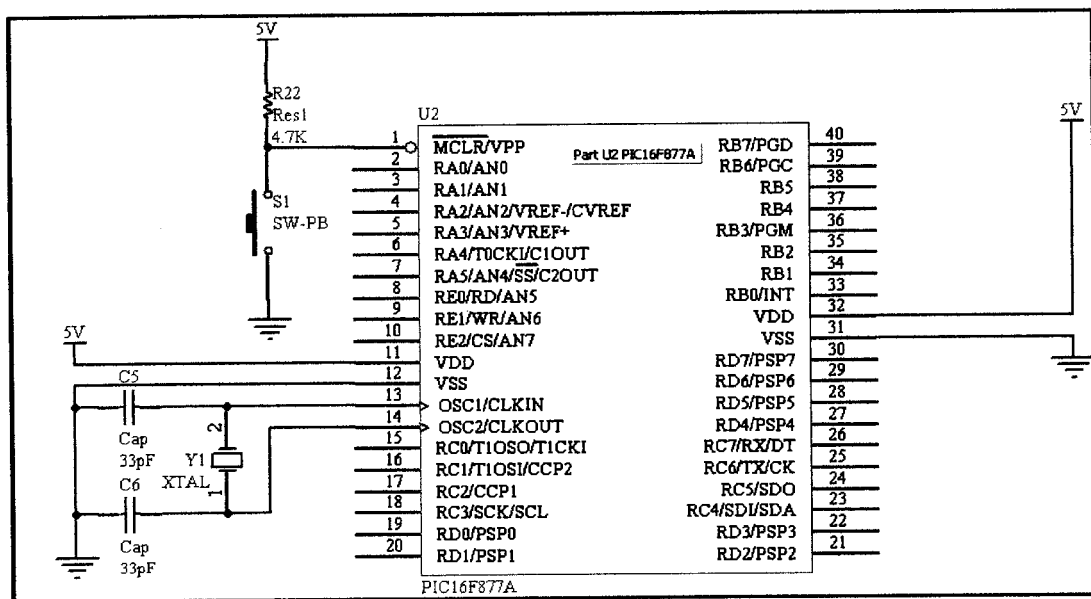 5V
R22
Res1
4.7K
S1
SW-PB
5V
C5
Cap
33pF
C6
Cap
33pF
2
Y1
XTAL
1
U2
Part U2 PIC16F877A
1 MCLR/VPP
2 RA0/AN0
3 RA1/AN1
4 RA2/AN2/VREF-/CVREF
5 RA3/AN3/VREF+
6 RA4/T0CKI/C1OUT
7 RA5/AN4/SS/C2OUT
8 RE0/RD/AN5
9 RE1/WR/AN6
10 RE2/CS/AN7
11 VDD
12 VSS
13 OSC1/CLKIN
14 OSC2/CLKOUT
15 RC0/T1OSO/T1CKI
16 RC1/T1OSI/CCP2
17 RC2/CCP1
18 RC3/SCK/SCL
19 RD0/PSP0
20 RD1/PSP1
RB7/PGD 40
RB6/PGC 39
RB5 38
RB4 37
RB3/PGM 36
RB2 35
RB1 34
RB0/INT 33
VDD 32
VSS 31
RD7/PSP7 30
RD6/PSP6 29
RD5/PSP5 28
RD4/PSP4 27
RC7/RX/DT 26
RC6/TX/CK 25
RC5/SDO 24
RC4/SDI/SDA 23
RD3/PSP3 22
RD2/PSP2 21
5V
PIC16F877A